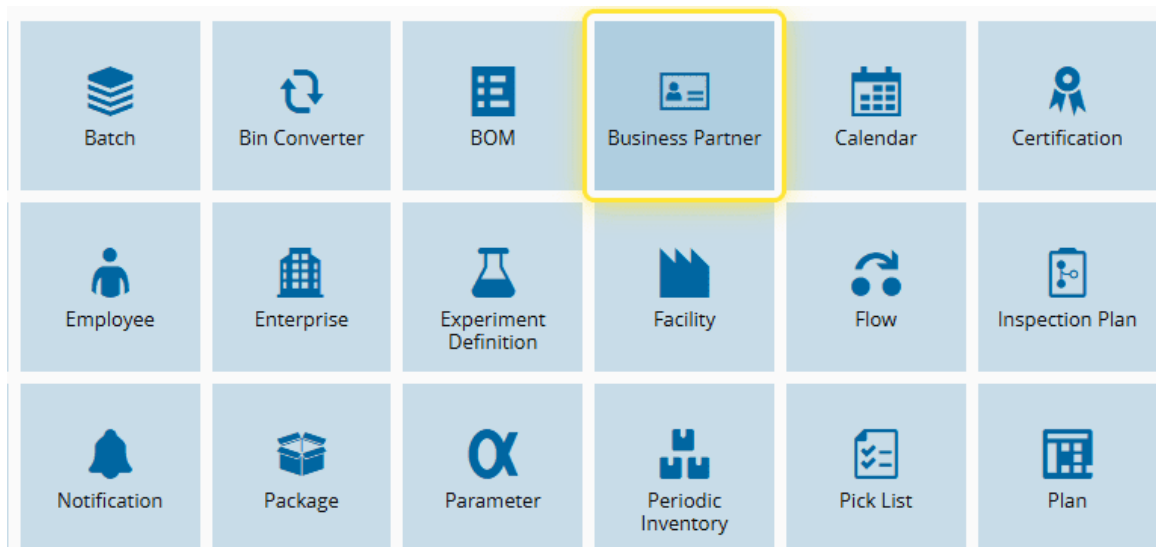 Batch
Bin Converter
BOM
Business Partner
Calendar
Certification
Employee
Enterprise
Experiment
Definition
Facility
Flow
Inspection Plan
Notification
Package
Parameter
Periodic
Inventory
Pick List
Plan